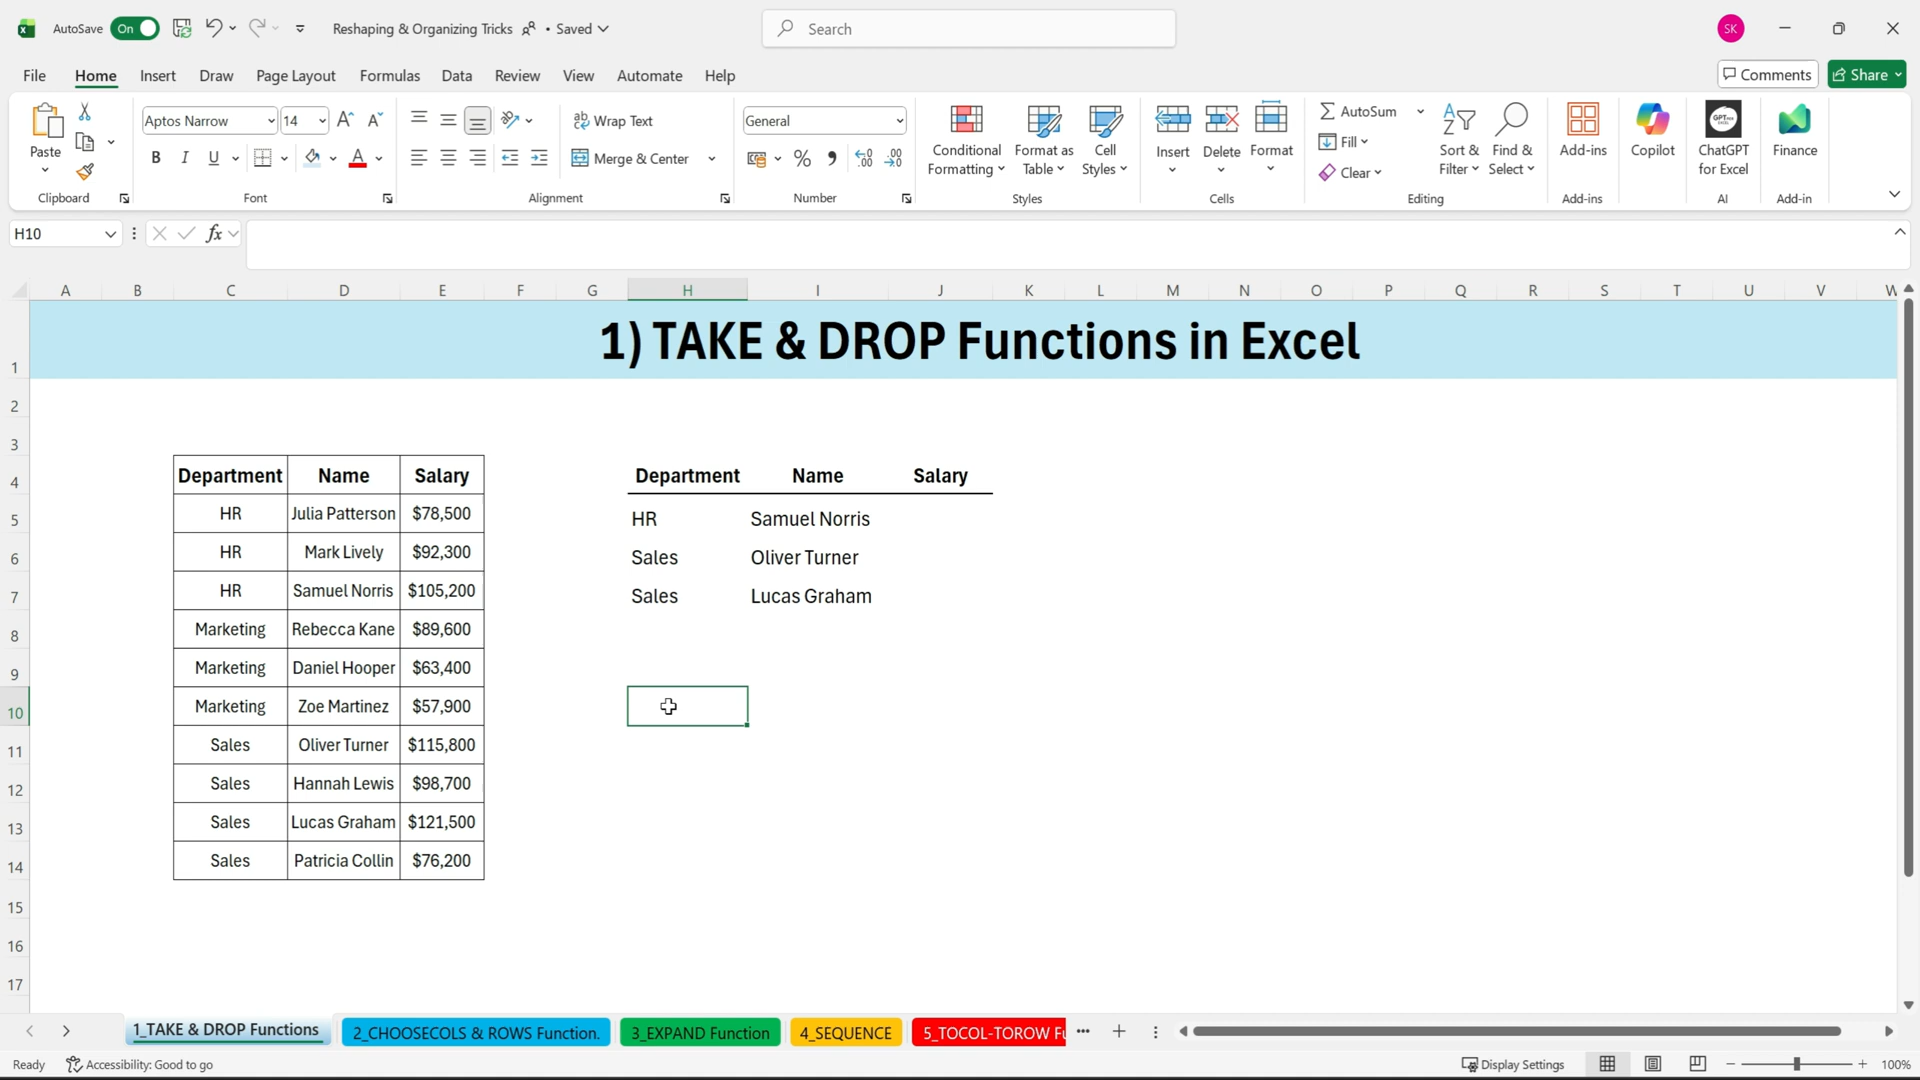 AutoSave On Reshaping & Organizing Tricks • Saved Search SK
File Home Insert Draw Page Layout Formulas Data Review View Automate Help Comments Share
Paste Aptos Narrow 14 Wrap Text General Conditional Formatting Format as Table Cell Styles Insert Delete Format AutoSum Sort & Filter Find & Select Add-ins Copilot ChatGPT for Excel Finance
B I U Merge & Center % Fill
Clear
Clipboard Font Alignment Number Styles Cells Editing Add-ins AI Add-in
H10 fx
A B C D E F G H I J K L M N O P Q R S T U V W
1 1) TAKE & DROP Functions in Excel
2
3
4 Department Name Salary Department Name Salary
5 HR Julia Patterson $78,500 HR Samuel Norris
6 HR Mark Lively $92,300 Sales Oliver Turner
7 HR Samuel Norris $105,200 Sales Lucas Graham
8 Marketing Rebecca Kane $89,600
9 Marketing Daniel Hooper $63,400
10 Marketing Zoe Martinez $57,900
11 Sales Oliver Turner $115,800
12 Sales Hannah Lewis $98,700
13 Sales Lucas Graham $121,500
14 Sales Patricia Collin $76,200
15
16
17
1_TAKE & DROP Functions 2_CHOOSECOLS & ROWS Function. 3_EXPAND Function 4_SEQUENCE 5_TOCOL-TOROW Fu
Ready Accessibility: Good to go Display Settings 100%